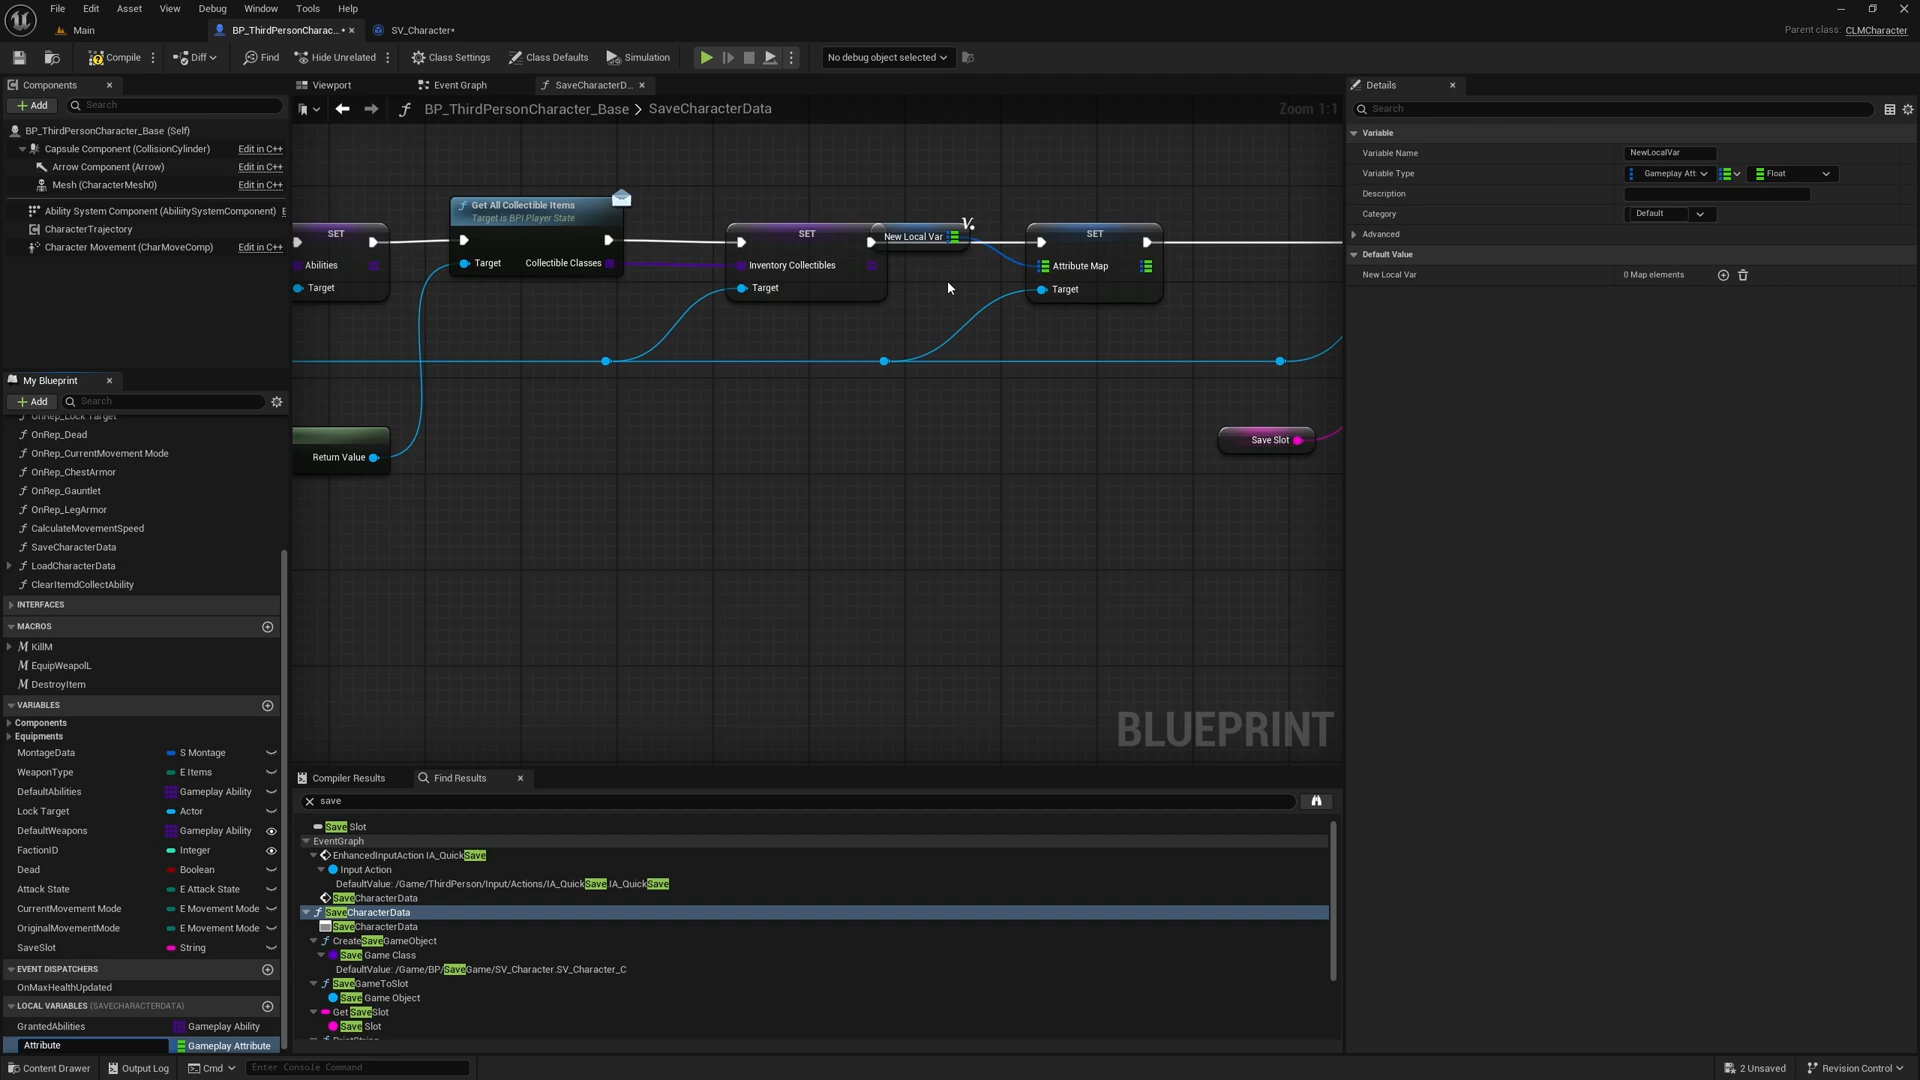 File Edit Asset View Debug Window Tools Help
Main
BP_ThirdPersonCharac...•
SV_Character•
Parent class: CLMCharacter
Compile
Diff
Find
Hide Unrelated
Class Settings
Class Defaults
Simulation
No debug object selected
Components
Add
Search
BP_ThirdPersonCharacter_Base (Self)
Capsule Component (CollisionCylinder) Edit in C++
Arrow Component (Arrow) Edit in C++
Mesh (CharacterMesh0) Edit in C++
Ability System Component (AbiliitySystemComponent) E
CharacterTrajectory
Character Movement (CharMoveComp) Edit in C++
My Blueprint
Add
Search
OnRep_Lock Target
OnRep_Dead
OnRep_CurrentMovement Mode
OnRep_ChestArmor
OnRep_Gauntlet
OnRep_LegArmor
CalculateMovementSpeed
SaveCharacterData
LoadCharacterData
ClearItemdCollectAbility
INTERFACES
MACROS
KillM
EquipWeapolL
DestroyItem
VARIABLES
Components
Equipments
MontageData S Montage
WeaponType E Items
DefaultAbilities Gameplay Ability
Lock Target Actor
DefaultWeapons Gameplay Ability
FactionID Integer
Dead Boolean
Attack State E Attack State
CurrentMovement Mode E Movement Mode
OriginalMovementMode E Movement Mode
SaveSlot String
EVENT DISPATCHERS
OnMaxHealthUpdated
LOCAL VARIABLES (SAVECHARACTERDATA)
GrantedAbilities Gameplay Ability
Attribute Gameplay Attribute
Viewport
Event Graph
SaveCharacterD...
BP_ThirdPersonCharacter_Base > SaveCharacterData
Zoom 1:1
SET
Abilities
Target
Get All Collectible Items
Target is BPI Player State
Target Collectible Classes
SET
Inventory Collectibles
Target
New Local Var
SET
Attribute Map
Target
Return Value
Save Slot
BLUEPRINT
Compiler Results
Find Results
save
Save Slot
EventGraph
EnhancedInputAction IA_QuickSave
Input Action
DefaultValue: /Game/ThirdPerson/Input/Actions/IA_QuickSave.IA_QuickSave
SaveCharacterData
SaveCharacterData
SaveCharacterData
CreateSaveGameObject
Save Game Class
DefaultValue: /Game/BP/SaveGame/SV_Character.SV_Character_C
SaveGameToSlot
Save Game Object
Get SaveSlot
Save Slot
Details
Search
Variable
Variable Name NewLocalVar
Variable Type Gameplay Att Float
Description
Category Default
Advanced
Default Value
New Local Var 0 Map elements
Content Drawer
Output Log
Cmd
Enter Console Command
2 Unsaved
Revision Control